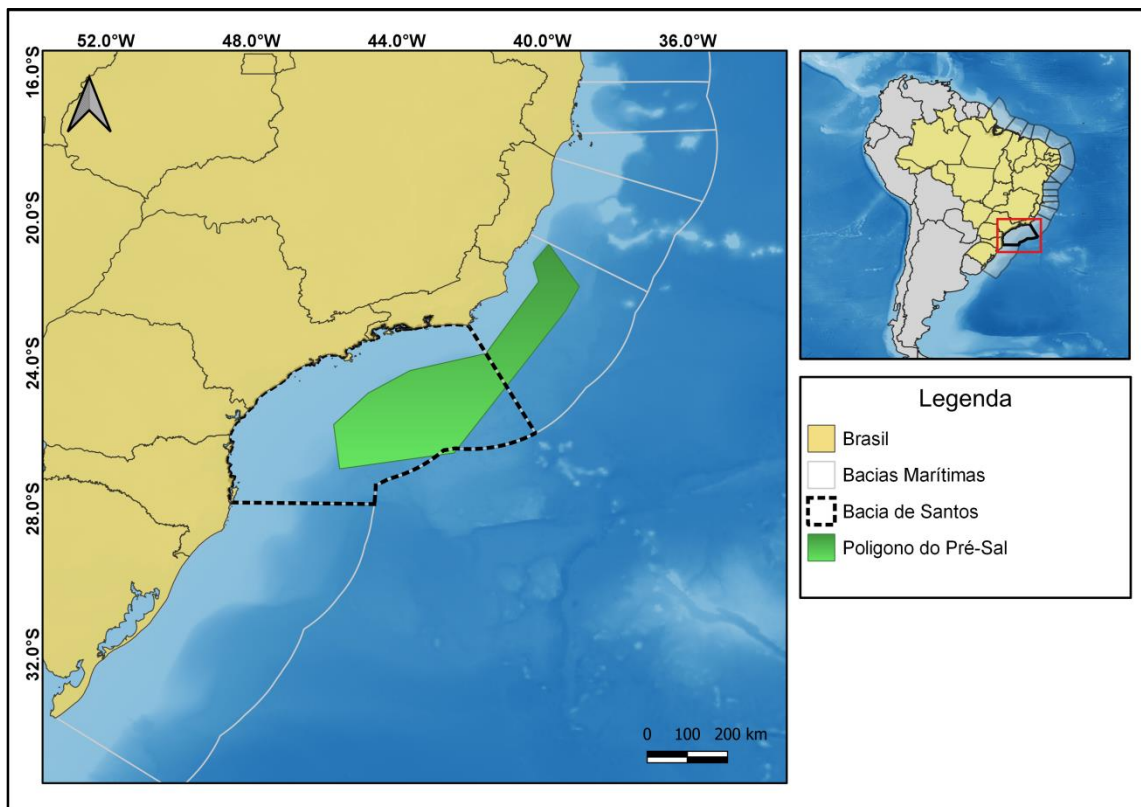 52.0°W 48.0°W 44.0°W 40.0°W 36.0°W
16.0°S
20.0°S
24.0°S
28.0°S
32.0°S
0 100 200 km
Legenda
Brasil
Bacias Marítimas
Bacia de Santos
Poligono do Pré-Sal